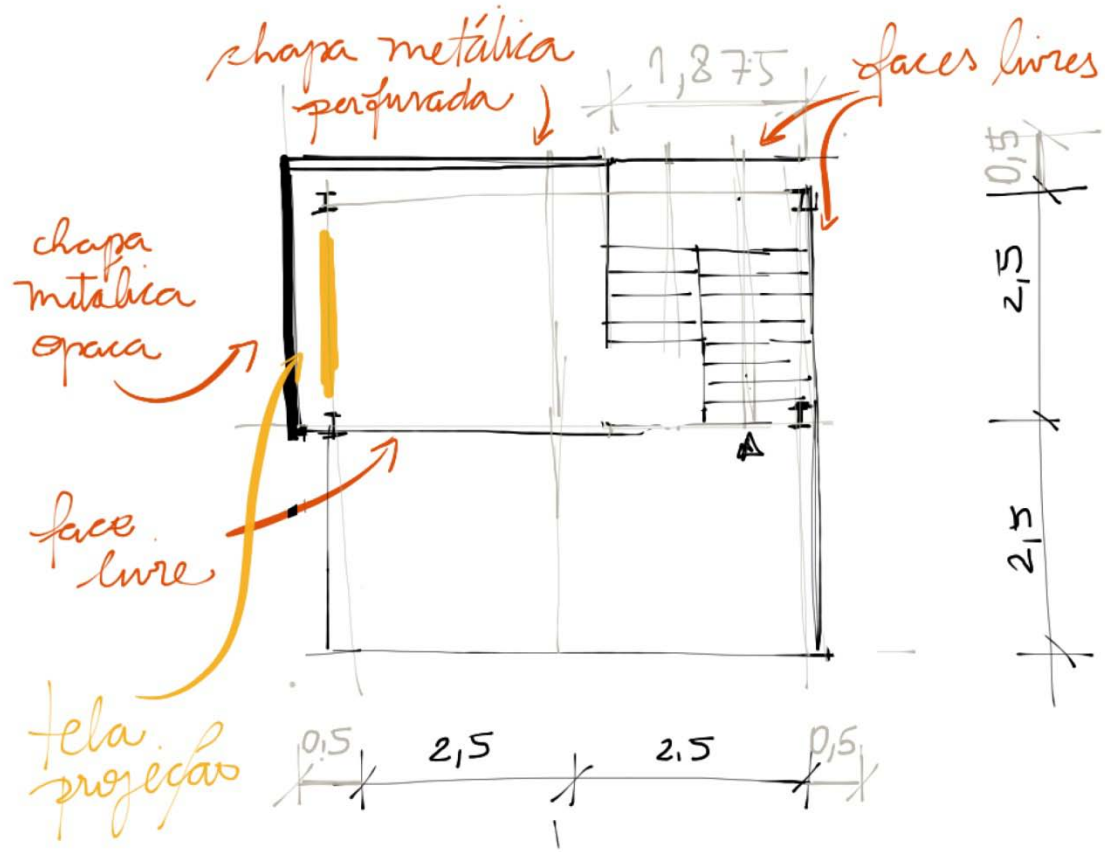 chapa metálica
perfurada
1,875
faces livres
0,5
2,5
2,5
chapa
metálica
opaca
face
livre
tela
projeção
0,5
2,5
2,5
0,5